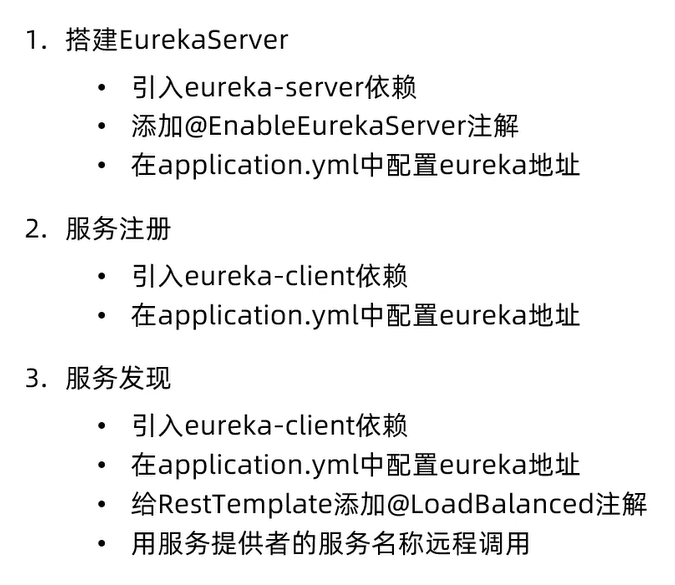 1. 搭建EurekaServer
• 引入eureka-server依赖
• 添加@EnableEurekaServer注解
• 在application.yml中配置eureka地址
2. 服务注册
• 引入eureka-client依赖
• 在application.yml中配置eureka地址
3. 服务发现
• 引入eureka-client依赖
• 在application.yml中配置eureka地址
• 给RestTemplate添加@LoadBalanced注解
• 用服务提供者的服务名称远程调用